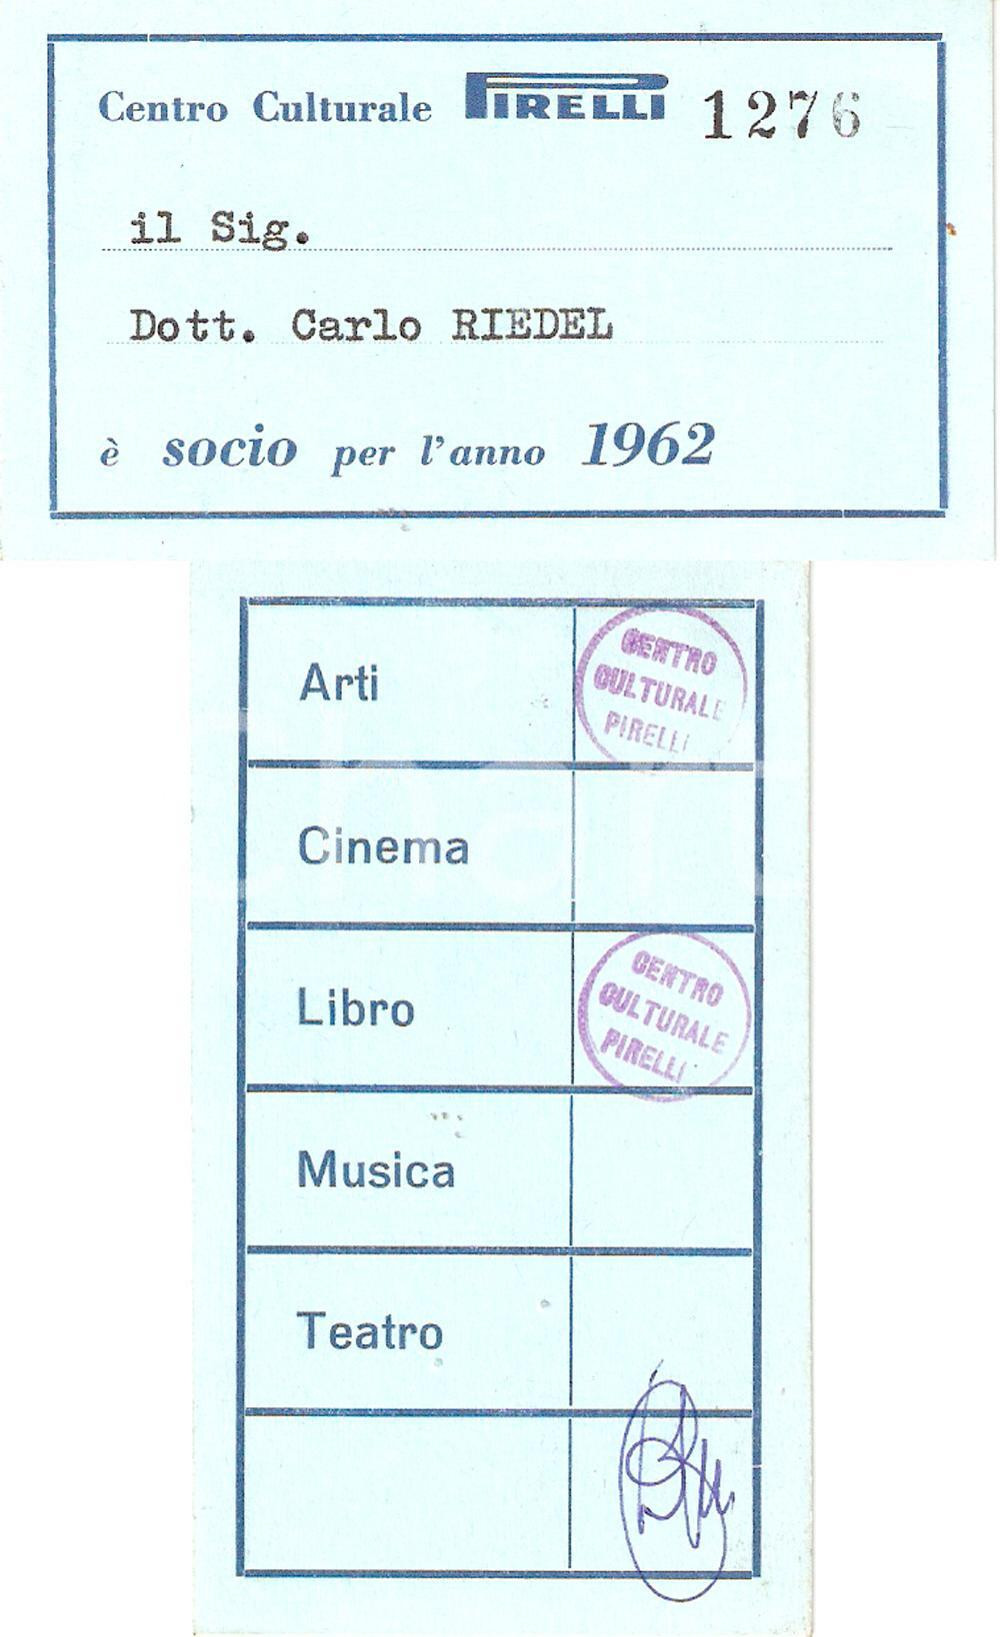 Centro Culturale PIRELLI 1276
il Sig.
Dott. Carlo RIEDEL
è socio per l'anno 1962
Arti
CENTRO
CULTURALE
PIRELLI
Cinema
Libro
CENTRO
CULTURALE
PIRELLI
Musica
Teatro